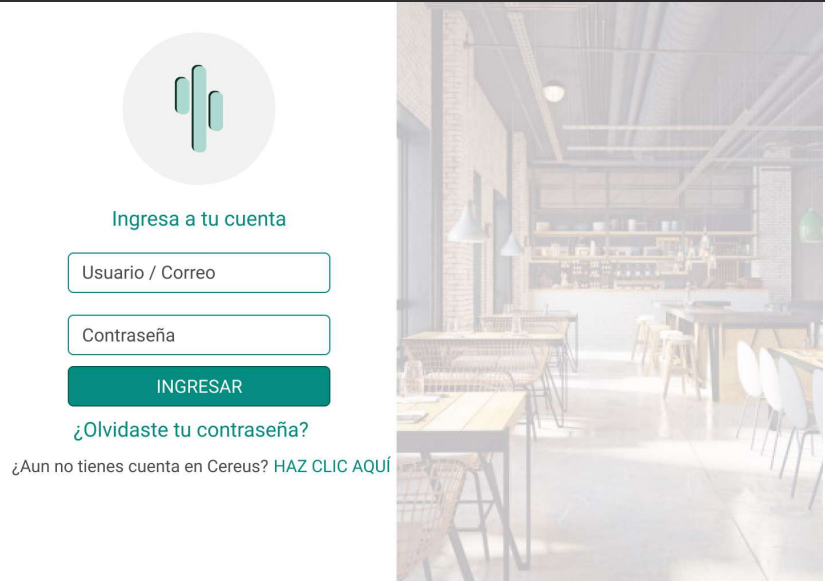 Ingresa a tu cuenta
Usuario / Correo
Contraseña
INGRESAR
¿Olvidaste tu contraseña?
¿Aun no tienes cuenta en Cereus? HAZ CLIC AQUÍ